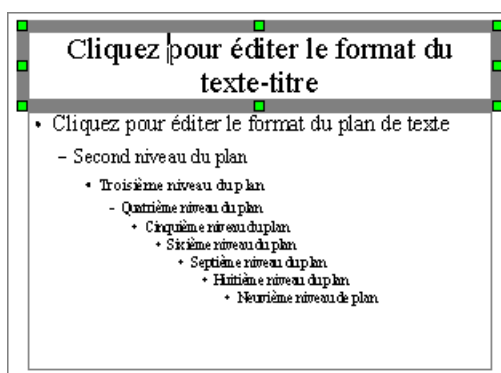 Cliquez pour éditer le format du
texte-titre
• Cliquez pour éditer le format du plan de texte
– Second niveau du plan
• Troisième niveau du plan
– Quatrième niveau du plan
• Cinquième niveau du plan
• Sixième niveau du plan
• Septième niveau du plan
• Huitième niveau du plan
• Neuvième niveau de plan